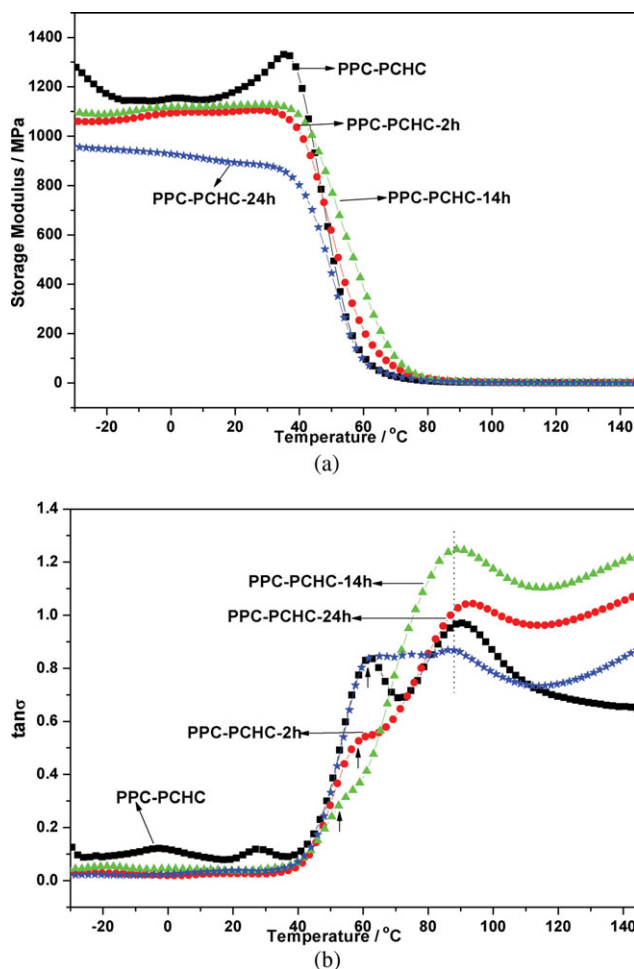 (a)
1400
1200
1000
800
600
400
200
0
Storage Modulus / MPa
PPC-PCHC
PPC-PCHC-2h
PPC-PCHC-24h
PPC-PCHC-14h
-20 0 20 40 60 80 100 120 140
Temperature / °C
(a)
1.4
1.2
1.0
0.8
0.6
0.4
0.2
0.0
tanσ
PPC-PCHC-14h
PPC-PCHC-24h
PPC-PCHC-2h
PPC-PCHC
-20 0 20 40 60 80 100 120 140
Temperature / °C
(b)